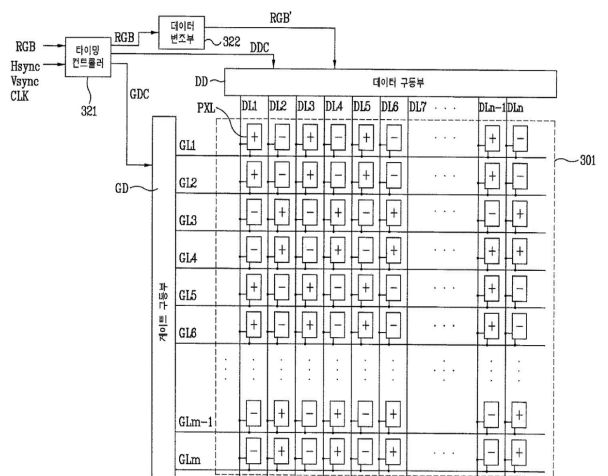 RGB'
RGB
데이터
변조부
322
DDC
RGB
Hsync
Vsync
CLK
타이밍
컨트롤러
321
GDC
DD
데이터 구동부
PXL
DL1 DL2 DL3 DL4 DL5 DL6 DL7 · · · · DLn-1 DLn
GL1 + - + - + - + -
301
GL2 + - + - + - · · · · + -
GD
GL3 - + - + - + · · · · - +
GL4 - + - + - + · · · · - +
게이트 구동부
GL5 + - + - + - · · · · + -
GL6 + - + - + - · · · · + -
GLm-1 - + - + - + - +
GLm - + - + - + · · · · - +